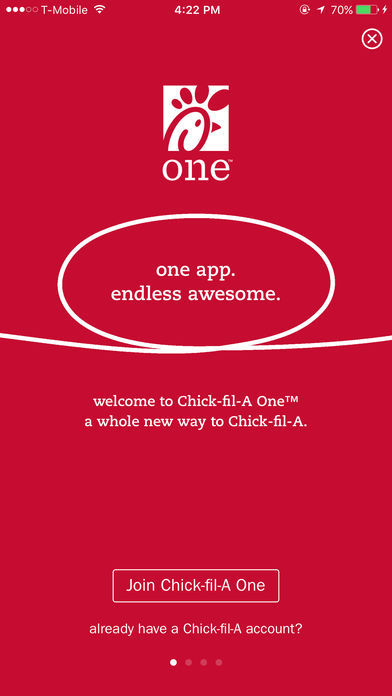 T-Mobile 4:22 PM 70%
one™
one app.
endless awesome.
welcome to Chick-fil-A One™
a whole new way to Chick-fil-A.
Join Chick-fil-A One
already have a Chick-fil-A account?